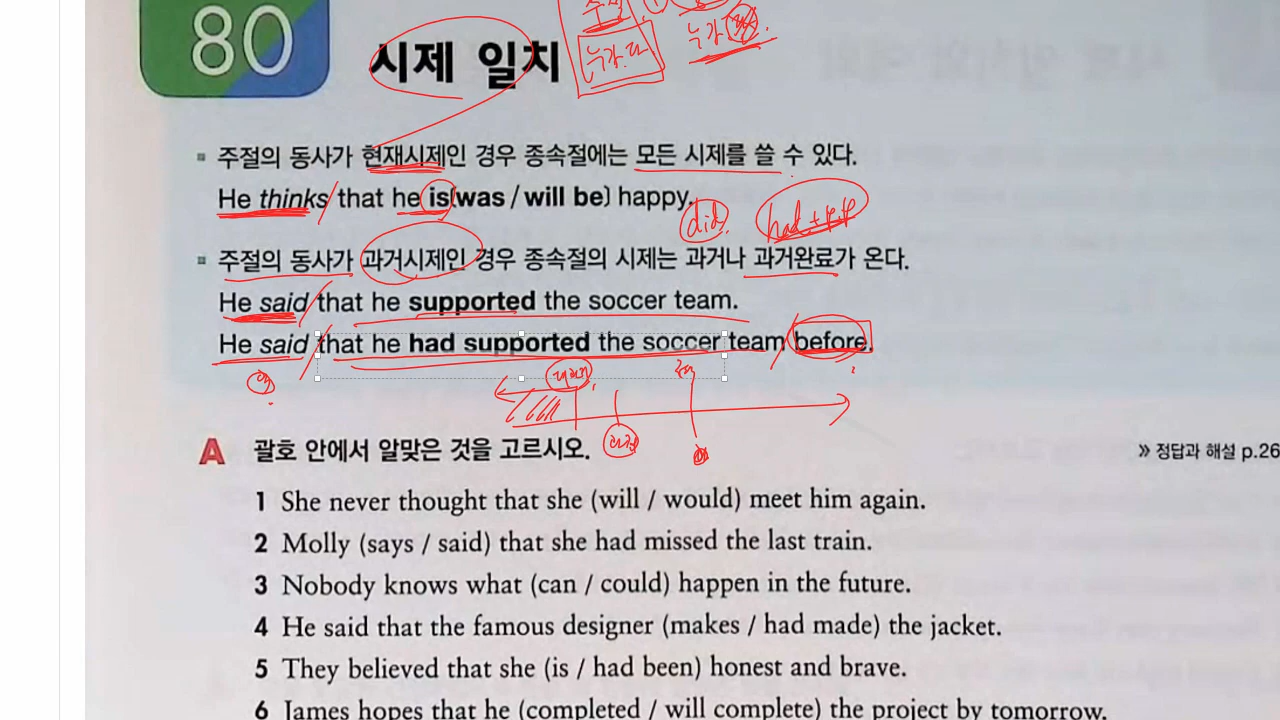 80
시제 일치
주절
누가.다
누가
주절의 동사가 현재시제인 경우 종속절에는 모든 시제를 쓸 수 있다.
He thinks that he is(was / will be) happy.
did
had + p.p
주절의 동사가 과거시제인 경우 종속절의 시제는 과거나 과거완료가 온다.
He said that he supported the soccer team.
He said that he had supported the soccer team before.
A 괄호 안에서 알맞은 것을 고르시오.
» 정답과 해설 p.26
1 She never thought that she (will / would) meet him again.
2 Molly (says / said) that she had missed the last train.
3 Nobody knows what (can / could) happen in the future.
4 He said that the famous designer (makes / had made) the jacket.
5 They believed that she (is / had been) honest and brave.
6 James hopes that he (completed / will complete) the project by tomorrow.